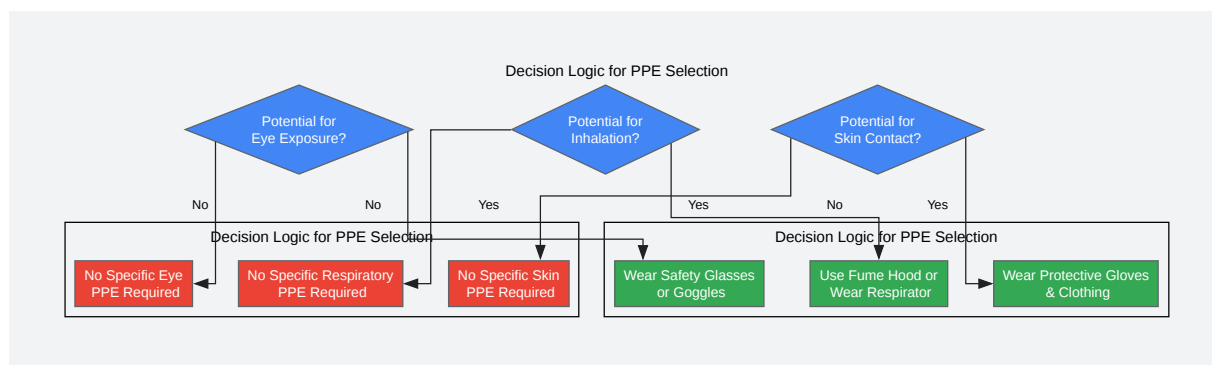 Decision Logic for PPE Selection
Potential for
Eye Exposure?
Potential for
Inhalation?
Potential for
Skin Contact?
No
No
Yes
Yes
No
Yes
Decision Logic for PPE Selection
Decision Logic for PPE Selection
No Specific Eye
PPE Required
No Specific Respiratory
PPE Required
No Specific Skin
PPE Required
Wear Safety Glasses
or Goggles
Use Fume Hood or
Wear Respirator
Wear Protective Gloves
& Clothing